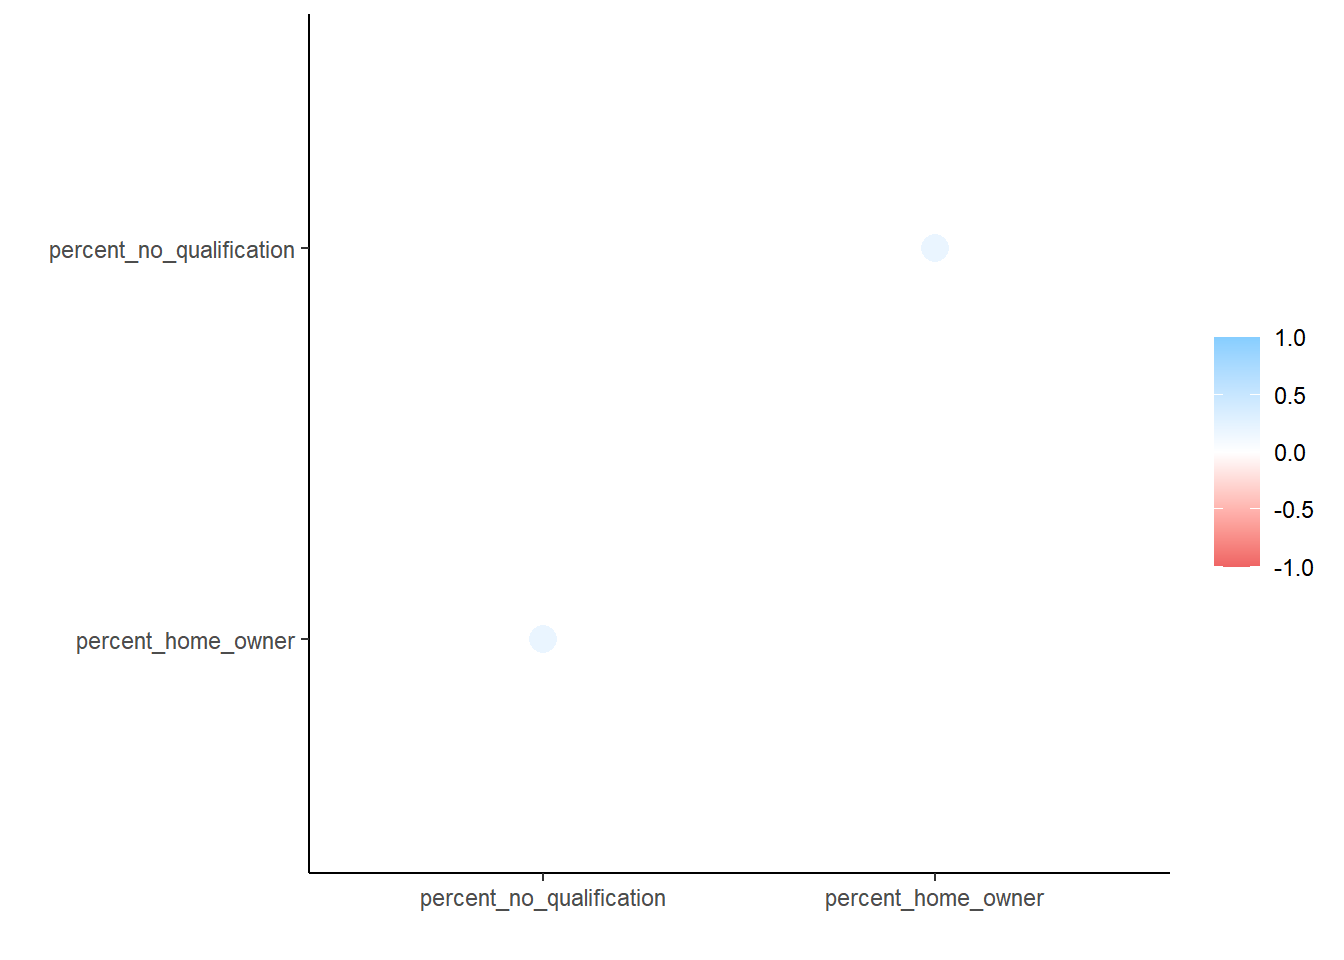 percent_no_qualification
percent_home_owner
percent_no_qualification
percent_home_owner
1.0
0.5
0.0
-0.5
-1.0